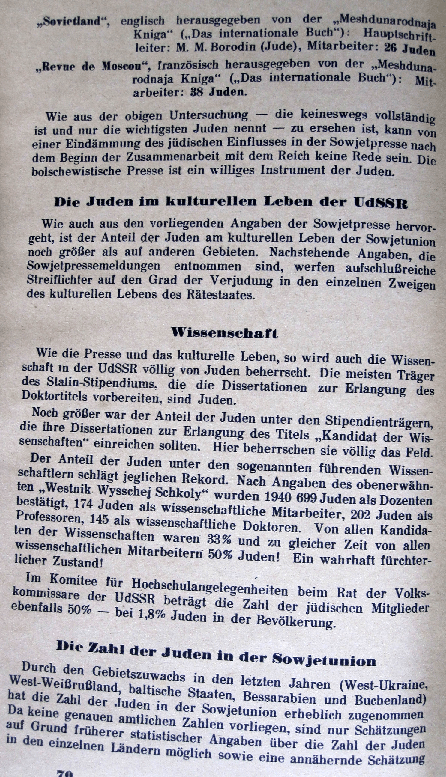 „Sovietland“, englisch herausgegeben von der „Meshdunarodnaja
Kniga“ („Das internationale Buch“): Hauptschrift-
leiter: M. M. Borodin (Jude), Mitarbeiter: 26 Juden
„Revue de Moscou“, französisch herausgegeben von der „Meshduna-
rodnaja Kniga“ („Das internationale Buch“): Mit-
arbeiter: 38 Juden.
Wie aus der obigen Untersuchung — die keineswegs vollständig
ist und nur die wichtigsten Juden nennt — zu ersehen ist, kann von
einer Eindämmung des jüdischen Einflusses in der Sowjetpresse nach
dem Beginn der Zusammenarbeit mit dem Reich keine Rede sein. Die
bolschewistische Presse ist ein williges Instrument der Juden.
Die Juden im kulturellen Leben der UdSSR
Wie auch aus den vorliegenden Angaben der Sowjetpresse hervor-
geht, ist der Anteil der Juden am kulturellen Leben der Sowjetunion
noch größer als auf anderen Gebieten. Nachstehende Angaben, die
Sowjetpressemeldungen entnommen sind, werfen aufschlußreiche
Streiflichter auf den Grad der Verjudung in den einzelnen Zweigen
des kulturellen Lebens des Rätestaates.
Wissenschaft
Wie die Presse und das kulturelle Leben, so wird auch die Wissen-
schaft in der UdSSR völlig von Juden beherrscht. Die meisten Träger
des Stalin-Stipendiums, die die Dissertationen zur Erlangung des
Doktortitels vorbereiten, sind Juden.
Noch größer war der Anteil der Juden unter den Stipendienträgern,
die ihre Dissertationen zur Erlangung des Titels „Kandidat der Wis-
senschaften“ einreichen sollten. Hier beherrschen sie völlig das Feld.
Der Anteil der Juden unter den sogenannten führenden Wissen-
schaftlern schlägt jeglichen Rekord. Nach Angaben des obenerwähn-
ten „Westnik Wysschej Schkoly“ wurden 1940 699 Juden als Dozenten
bestätigt, 174 Juden als wissenschaftliche Mitarbeiter, 202 Juden als
Professoren, 145 als wissenschaftliche Doktoren. Von allen Kandida-
ten der Wissenschaften waren 33% und zu gleicher Zeit von allen
wissenschaftlichen Mitarbeitern 50% Juden! Ein wahrhaft fürchter-
licher Zustand!
Im Komitee für Hochschulangelegenheiten beim Rat der Volks-
kommissare der UdSSR beträgt die Zahl der jüdischen Mitglieder
ebenfalls 50% — bei 1,8% Juden in der Bevölkerung.
Die Zahl der Juden in der Sowjetunion
Durch den Gebietszuwachs in den letzten Jahren (West-Ukraine,
West-Weißrußland, baltische Staaten, Bessarabien und Buchenland)
hat die Zahl der Juden in der Sowjetunion erheblich zugenommen
Da keine genauen amtlichen Zahlen vorliegen, sind nur Schätzungen
auf Grund früherer statistischer Angaben über die Zahl der Juden
in den einzelnen Ländern möglich sowie eine annähernde Schätzung